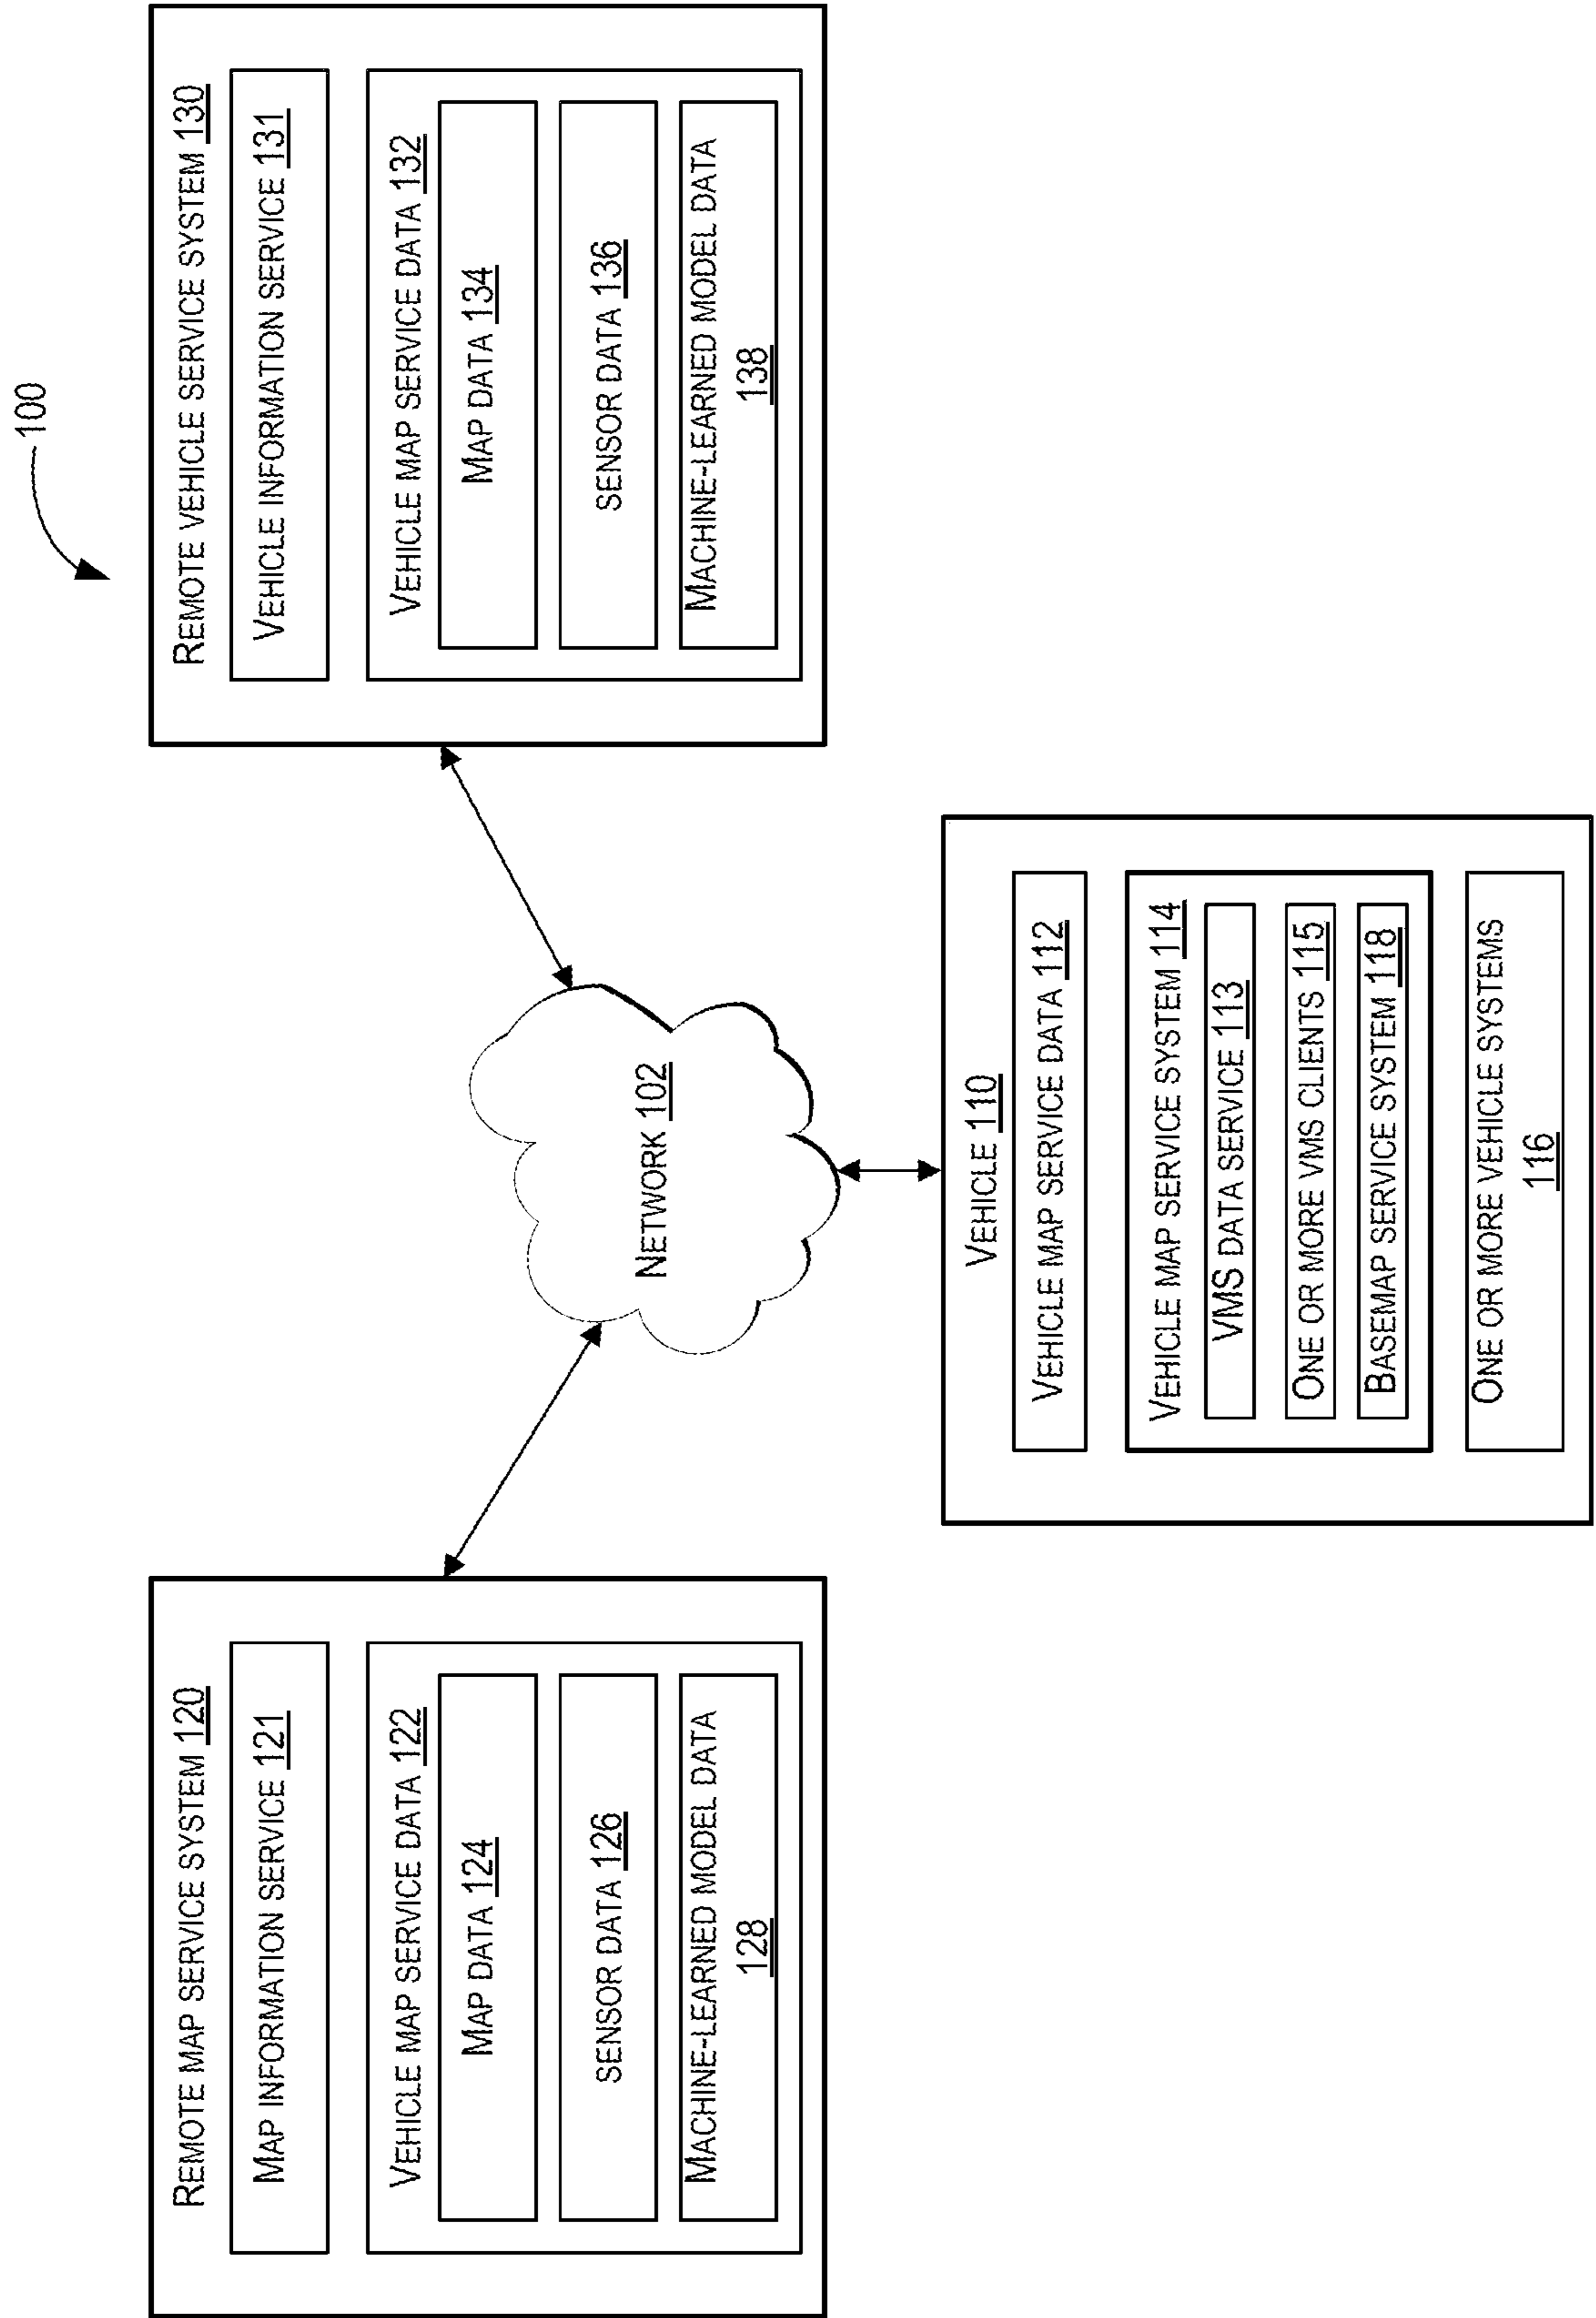 100
REMOTE MAP SERVICE SYSTEM 120
MAP INFORMATION SERVICE 121
VEHICLE MAP SERVICE DATA 122
MAP DATA 124
SENSOR DATA 126
MACHINE-LEARNED MODEL DATA
128
NETWORK 102
REMOTE VEHICLE SERVICE SYSTEM 130
VEHICLE INFORMATION SERVICE 131
VEHICLE MAP SERVICE DATA 132
MAP DATA 134
SENSOR DATA 136
MACHINE-LEARNED MODEL DATA
138
VEHICLE 110
VEHICLE MAP SERVICE DATA 112
VEHICLE MAP SERVICE SYSTEM 114
VMS DATA SERVICE 113
ONE OR MORE VMS CLIENTS 115
BASEMAP SERVICE SYSTEM 118
ONE OR MORE VEHICLE SYSTEMS
116